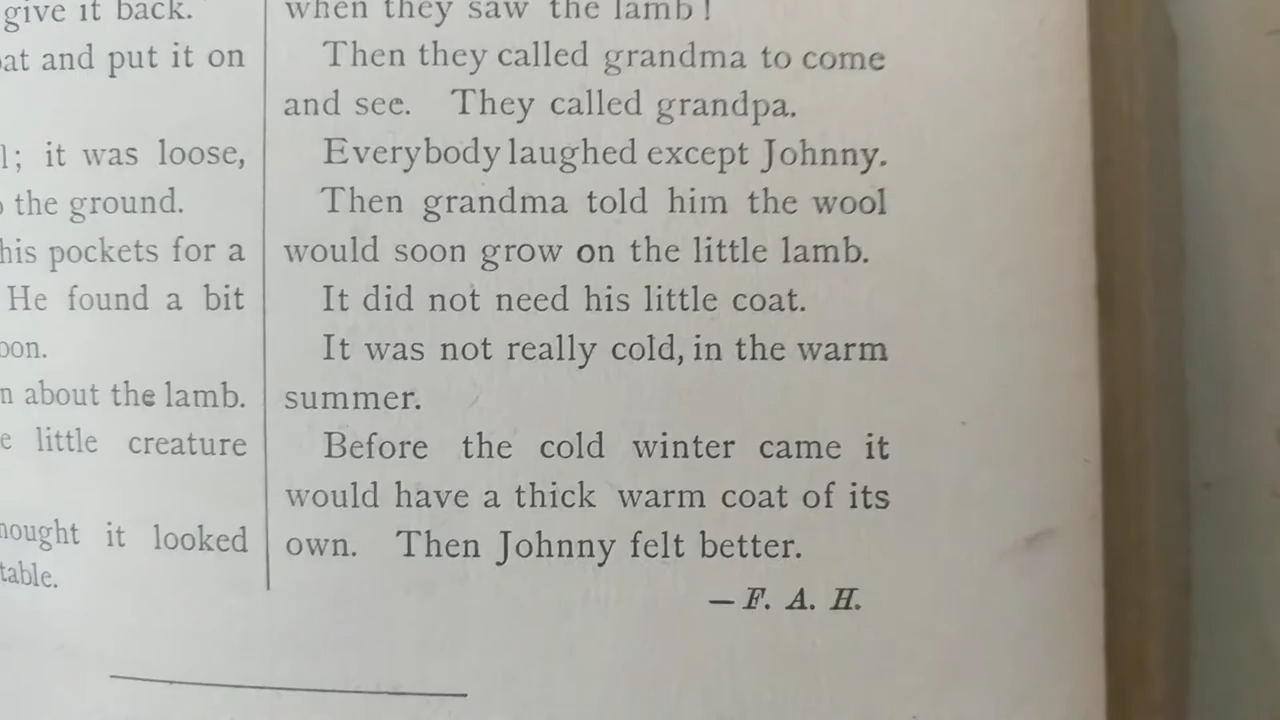 give it back.
and put it on
l; it was loose,
the ground.
his pockets for a
He found a bit
about the lamb.
little creature
it looked
when they saw the lamb!
Then they called grandma to come
and see. They called grandpa.
Everybody laughed except Johnny.
Then grandma told him the wool
would soon grow on the little lamb.
It did not need his little coat.
It was not really cold, in the warm
summer.
Before the cold winter came it
would have a thick warm coat of its
own. Then Johnny felt better.
— F. A. H.